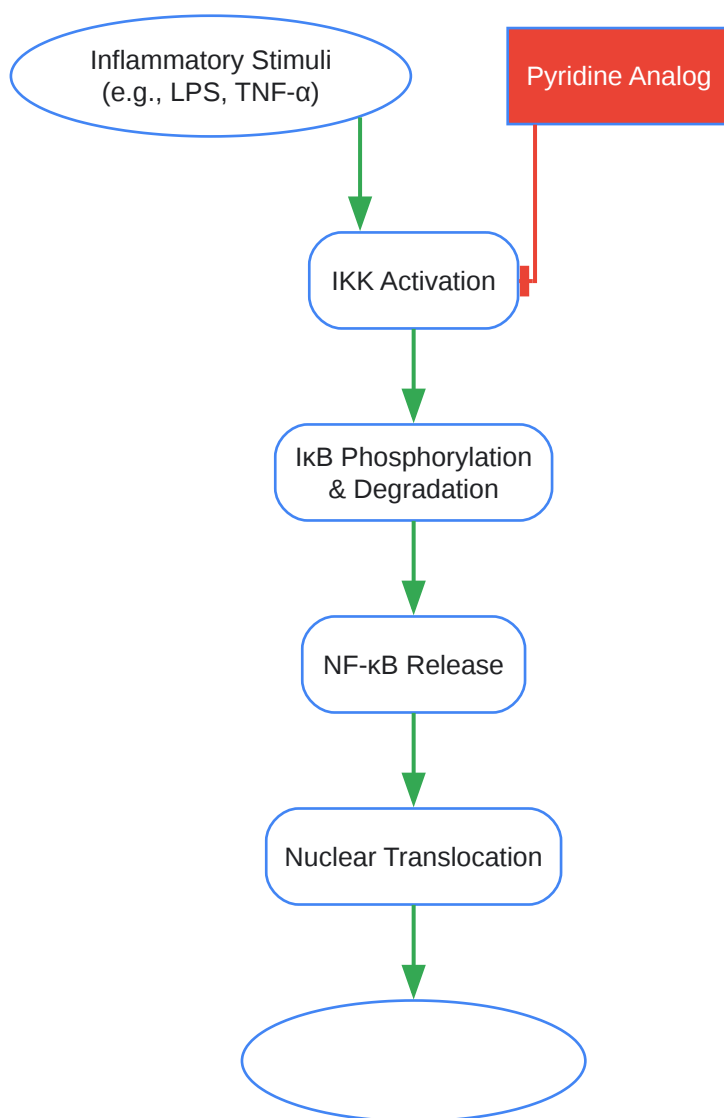 Inflammatory Stimuli
(e.g., LPS, TNF-α)
Pyridine Analog
IKK Activation
IκB Phosphorylation
& Degradation
NF-κB Release
Nuclear Translocation